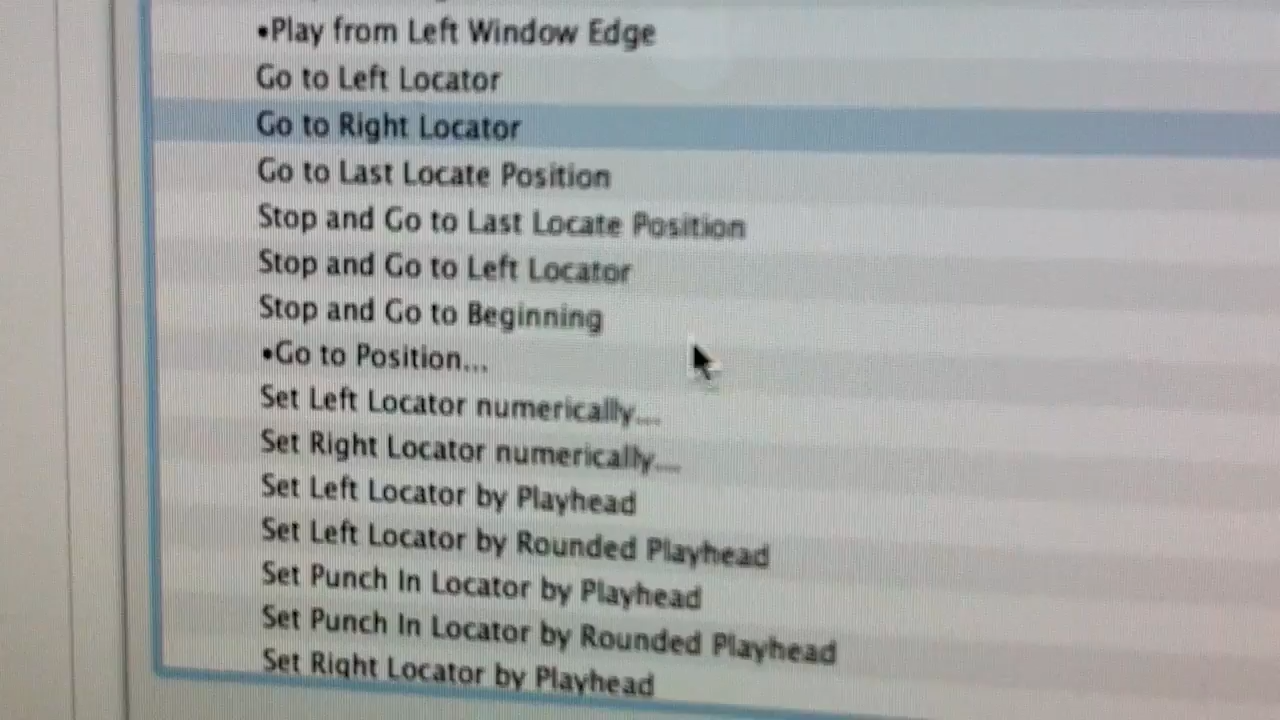 •Play from Left Window Edge
Go to Left Locator
Go to Right Locator
Go to Last Locate Position
Stop and Go to Last Locate Position
Stop and Go to Left Locator
Stop and Go to Beginning
•Go to Position...
Set Left Locator numerically....
Set Right Locator numerically....
Set Left Locator by Playhead
Set Left Locator by Rounded Playhead
Set Punch In Locator by Playhead
Set Punch In Locator by Rounded Playhead
Set Right Locator by Playhead